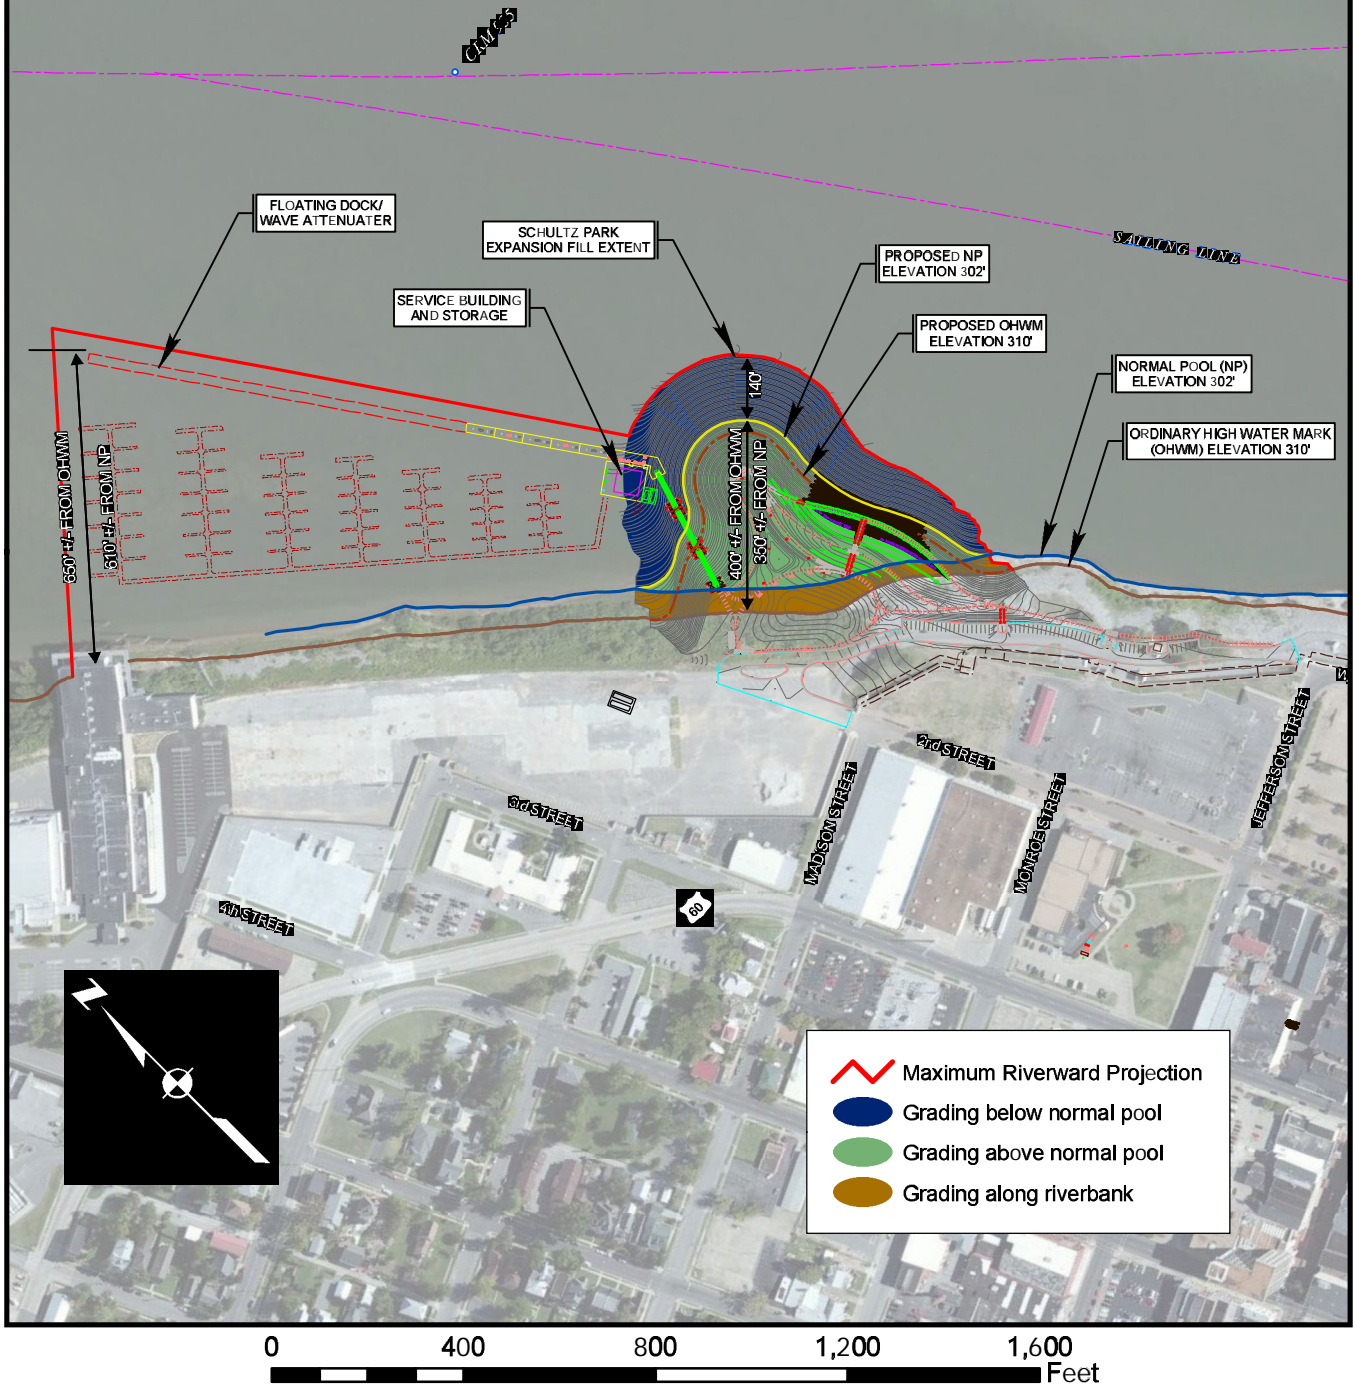 SAILING LINE
FLOATING DOCK/
WAVE ATTENUATER
SCHULTZ PARK
EXPANSION FILL EXTENT
PROPOSED NP
ELEVATION 302'
SERVICE BUILDING
AND STORAGE
PROPOSED OHWM
ELEVATION 310'
NORMAL POOL (NP)
ELEVATION 302'
ORDINARY HIGH WATER MARK
(OHWM) ELEVATION 310'
140'
650' +/- FROM OHWM
610' +/- FROM NP
400' +/- FROM OHWM
350' +/- FROM NP
2nd STREET
3rd STREET
MADISON STREET
MONROE STREET
JEFFERSON STREET
4th STREET
60
N
Maximum Riverward Projection
Grading below normal pool
Grading above normal pool
Grading along riverbank
0 400 800 1,200 1,600
Feet